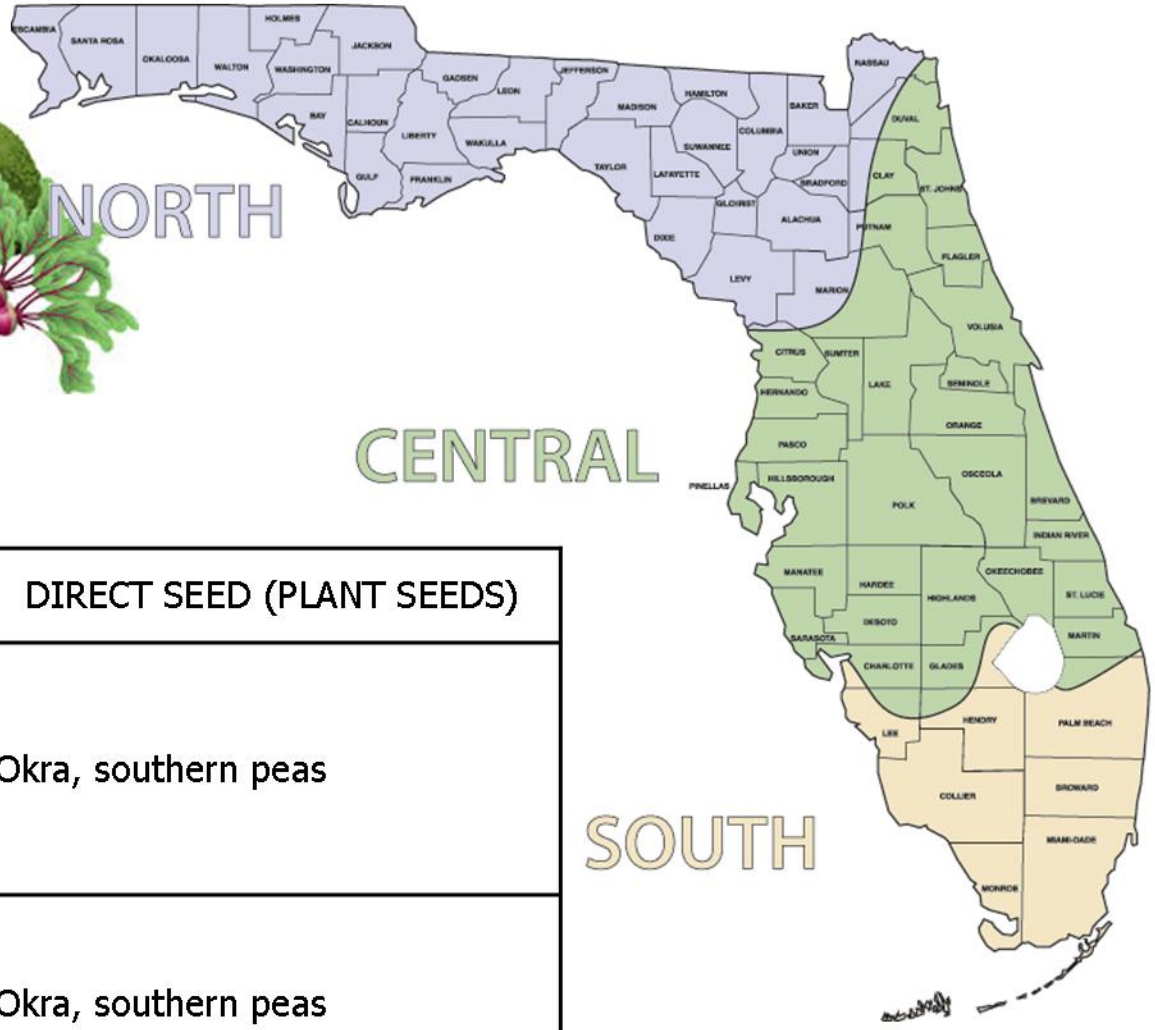 ESCAMBIA
SANTA ROSA
OKALOOSA
WALTON
HOLMES
WASHINGTON
JACKSON
BAY
CALHOUN
GULF
LIBERTY
FRANKLIN
GADSEN
LEON
WAKULLA
JEFFERSON
MADISON
TAYLOR
HAMILTON
SUWANNEE
LAFAYETTE
DIXIE
COLUMBIA
GILCHRIST
BAKER
UNION
BRADFORD
ALACHUA
LEVY
MARION
NASSAU
NORTH
DUVAL
CLAY
ST. JOHNS
PUTNAM
FLAGLER
VOLUSIA
CITRUS
SUMTER
LAKE
SEMINOLE
HERNANDO
ORANGE
PASCO
CENTRAL
PINELLAS
HILLSBOROUGH
POLK
OSCEOLA
BREVARD
INDIAN RIVER
MANATEE
HARDEE
HIGHLANDS
OKEECHOBEE
ST. LUCIE
DESOTO
SARASOTA
MARTIN
CHARLOTTE
GLADES
LEE
HENDRY
PALM BEACH
COLLIER
BROWARD
SOUTH
MIAMI-DADE
MONROE
DIRECT SEED (PLANT SEEDS)
Okra, southern peas
Okra, southern peas